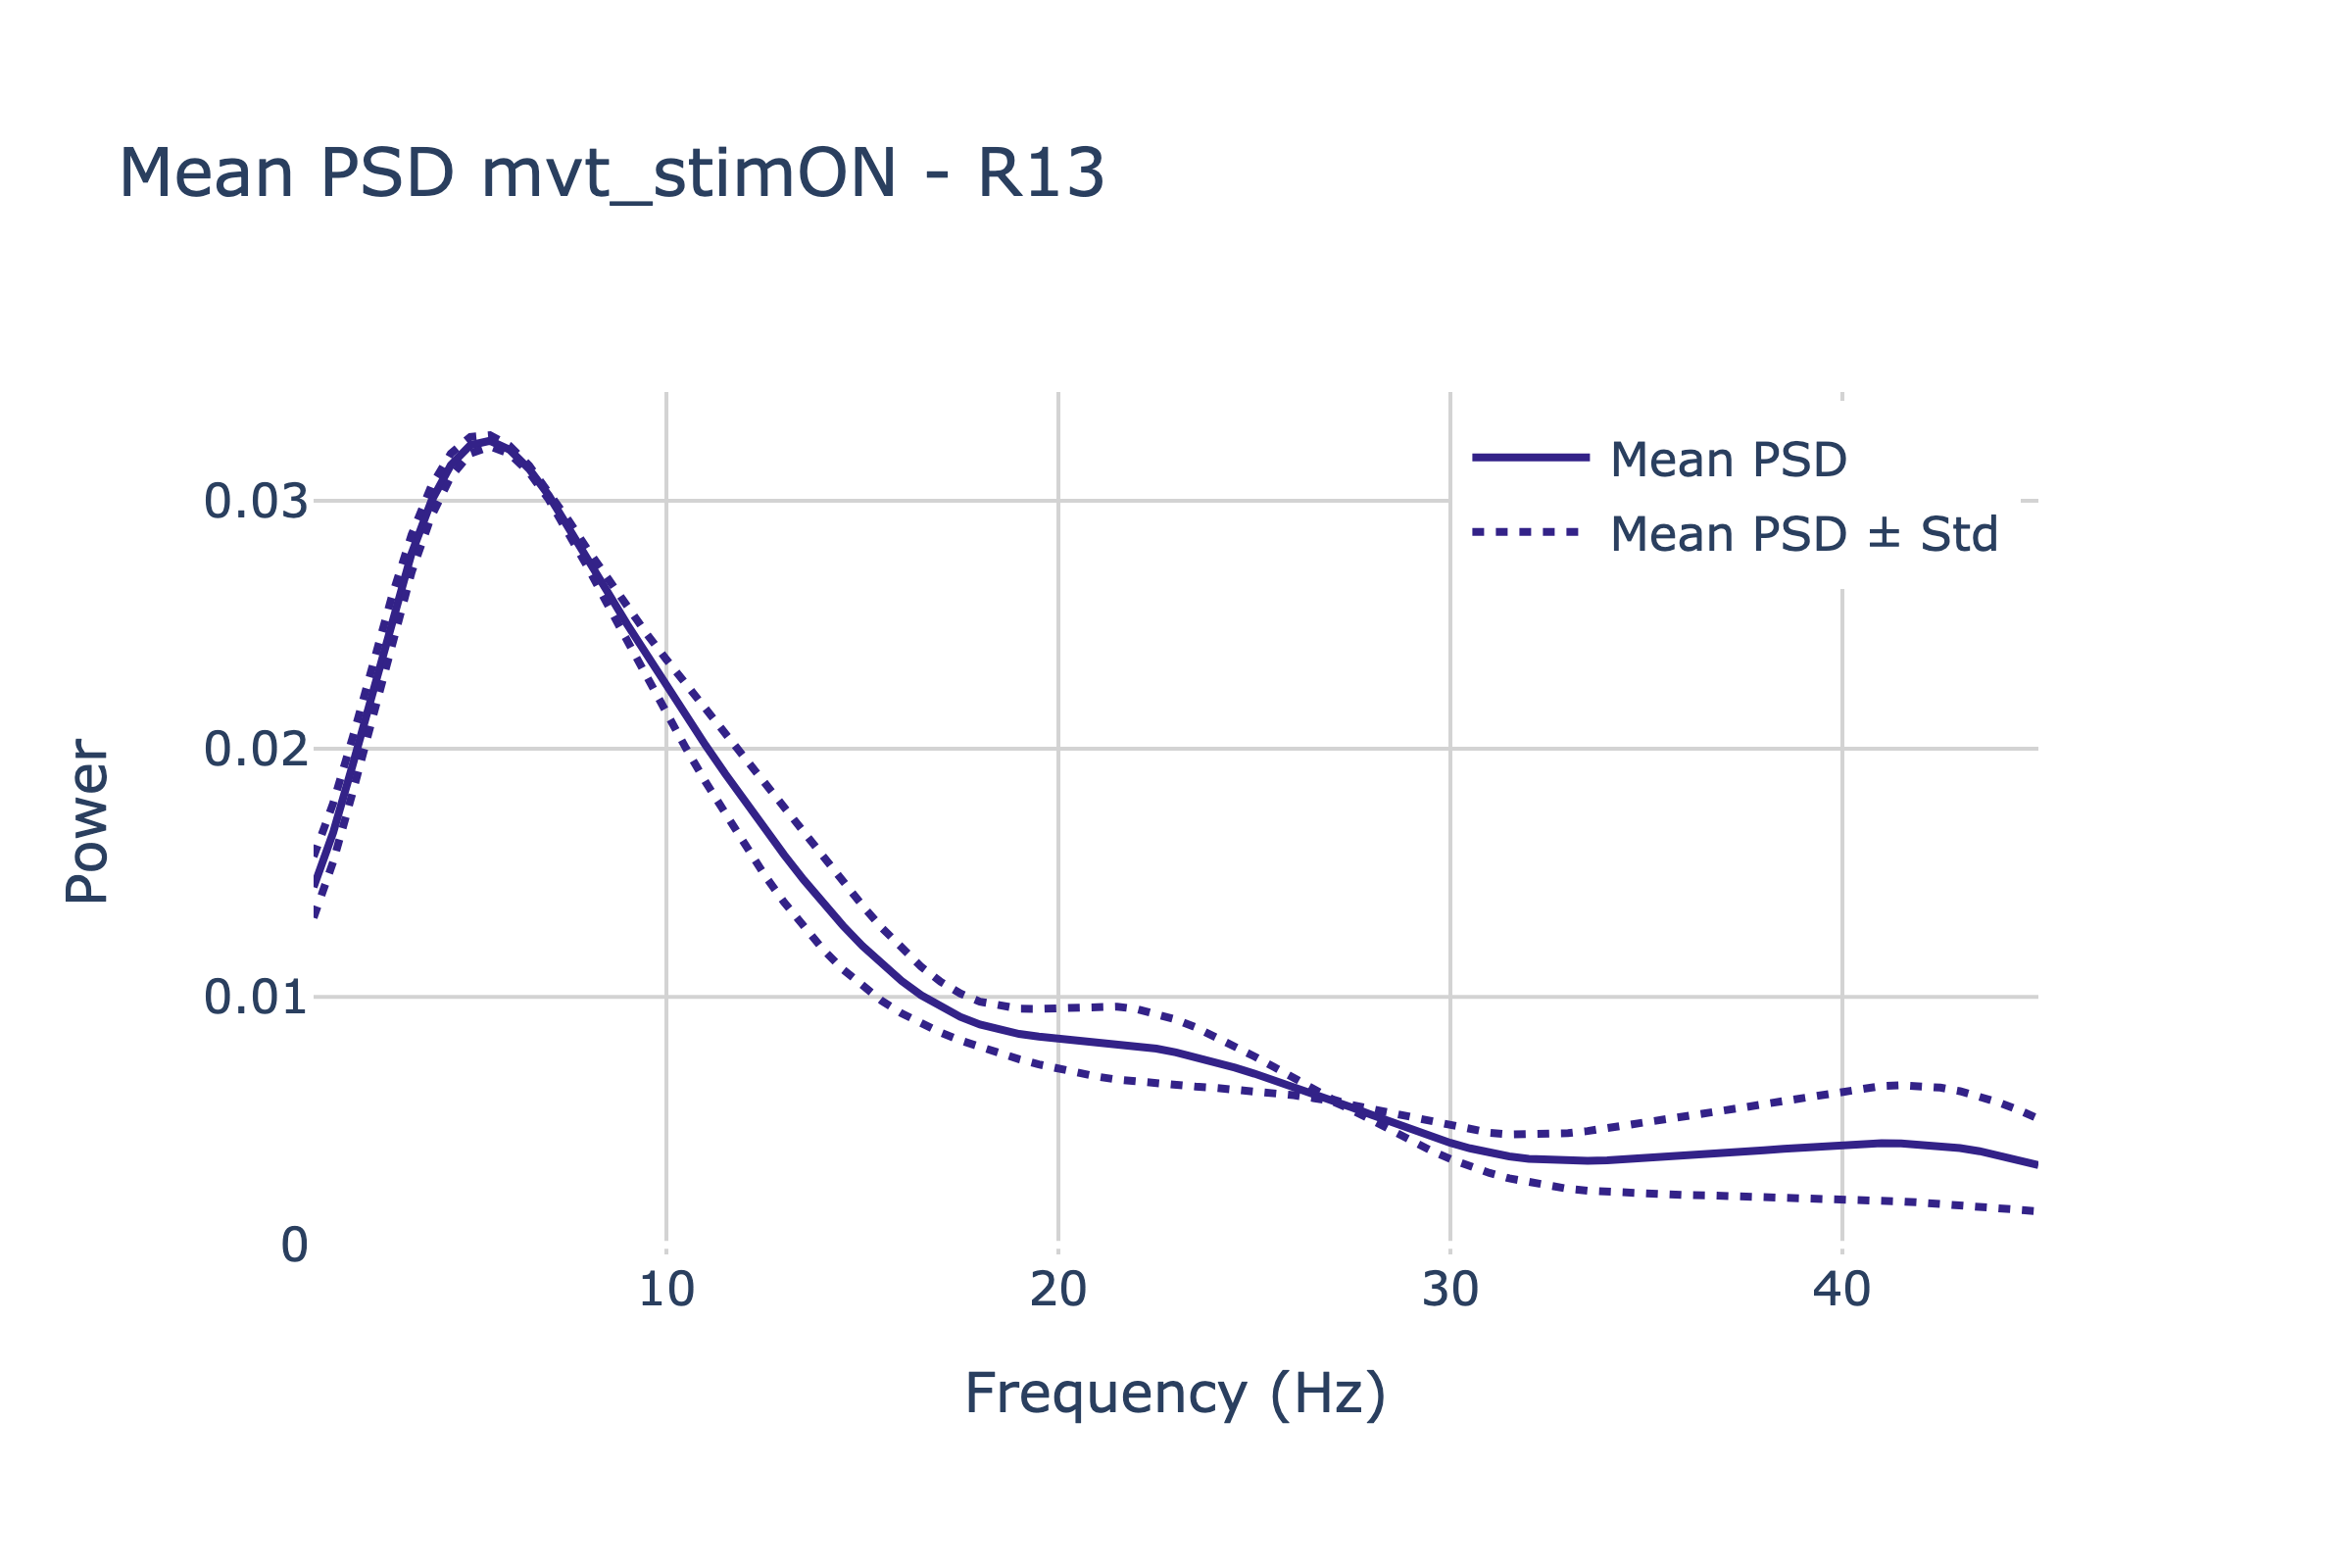 Mean PSD mvt_stimON - R13
Mean PSD
Mean PSD ± Std
0.03
0.02
0.01
0
Power
10 20 30 40
Frequency (Hz)